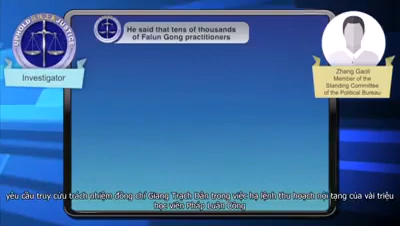 UPHOLD JUSTICE
He said that tens of thousands
of Falun Gong practitioners
Investigator
Zhang Gaoli
Member of the
Standing Committee
of the Political Bureau
yêu cầu truy cứu trách nhiệm đồng chí Giang Trạch Dân trong việc hạ lệnh thu hoạch nội tạng của vài triệu
học viên Pháp Luân Công